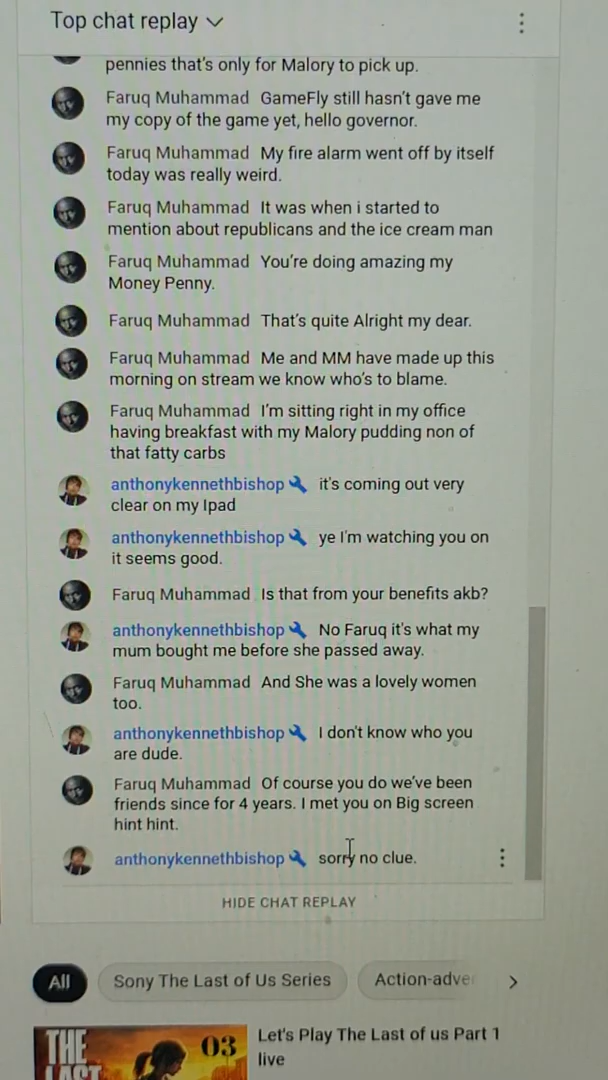 Top chat replay
pennies that's only for Malory to pick up.
Faruq Muhammad GameFly still hasn't gave me
my copy of the game yet, hello governor.
Faruq Muhammad My fire alarm went off by itself
today was really weird.
Faruq Muhammad It was when i started to
mention about republicans and the ice cream man
Faruq Muhammad You're doing amazing my
Money Penny.
Faruq Muhammad That's quite Alright my dear.
Faruq Muhammad Me and MM have made up this
morning on stream we know who's to blame.
Faruq Muhammad I'm sitting right in my office
having breakfast with my Malory pudding non of
that fatty carbs
anthonykennethbishop it's coming out very
clear on my Ipad
anthonykennethbishop ye I'm watching you on
it seems good.
Faruq Muhammad Is that from your benefits akb?
anthonykennethbishop No Faruq it's what my
mum bought me before she passed away.
Faruq Muhammad And She was a lovely women
too.
anthonykennethbishop I don't know who you
are dude.
Faruq Muhammad Of course you do we've been
friends since for 4 years. I met you on Big screen
hint hint.
anthonykennethbishop sorry no clue.
HIDE CHAT REPLAY
All Sony The Last of Us Series Action-adve
THE
LAST
03
Let's Play The Last of us Part 1
live